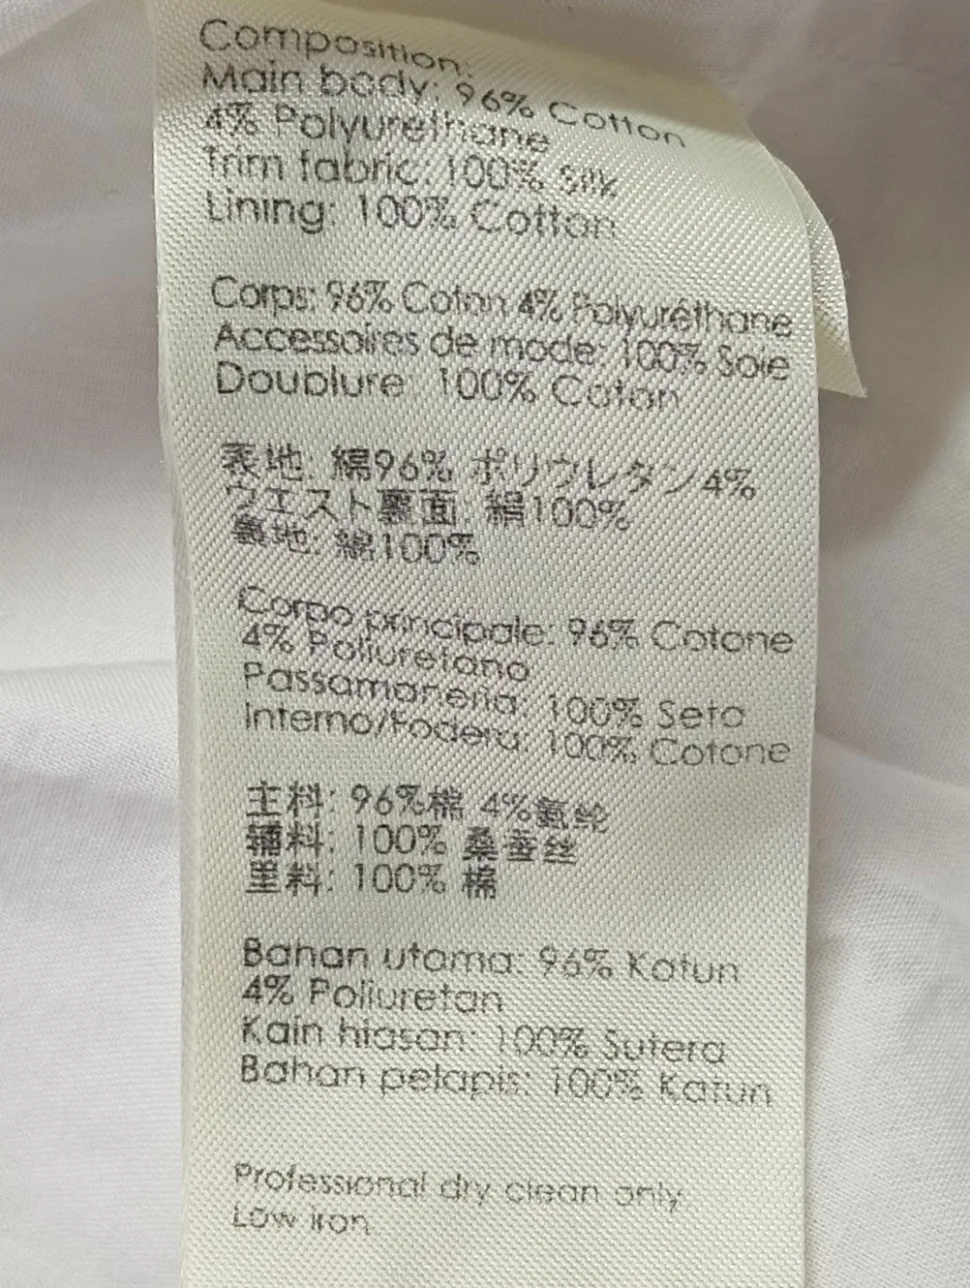 Composition:
Main body: 96% Cotton
4% Polyurethane
Trim fabric: 100% Silk
Lining: 100% Cotton
Corps: 96% Coton 4% Polyuréthane
Accessoires de mode: 100% Soie
Doublure: 100% Coton
表地: 綿96% ポリウレタン4%
ウエスト裏面: 絹100%
裏地: 綿100%
Corpo principale: 96% Cotone
4% Poliuretano
Passamaneria: 100% Seta
Interno/Fodera: 100% Cotone
主料: 96%棉 4%氨纶
辅料: 100% 桑蚕丝
里料: 100% 棉
Bahan utama: 96% Katun
4% Poliuretan
Kain hiasan: 100% Sutera
Bahan pelapis: 100% Katun
Professional dry clean only
Low iron